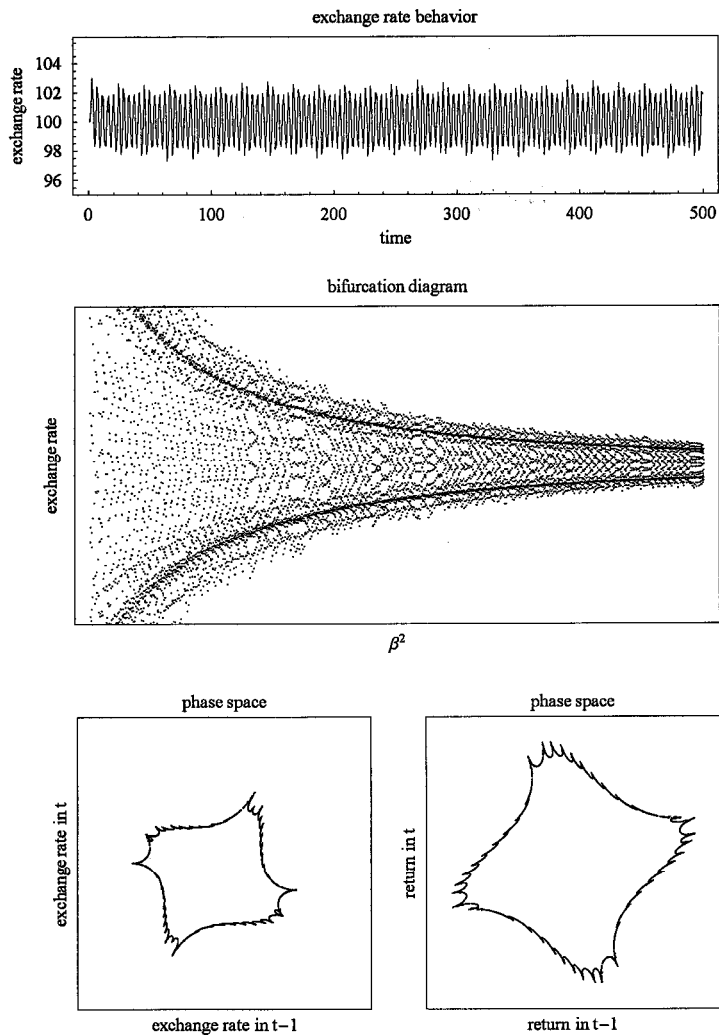 exchange rate behavior
exchange rate
104
102
100
98
96
0
100
200
300
400
500
time
bifurcation diagram
exchange rate
β²
phase space
exchange rate in t
exchange rate in t−1
phase space
return in t
return in t−1